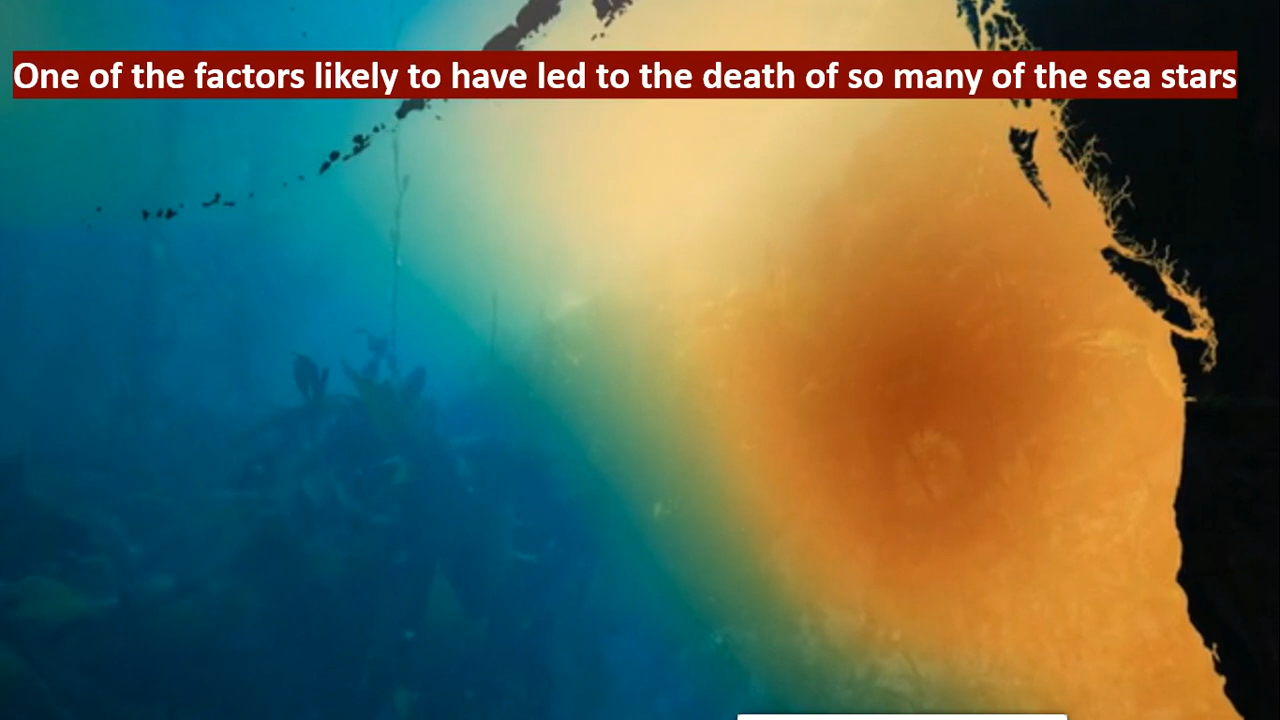 One of the factors likely to have led to the death of so many of the sea stars